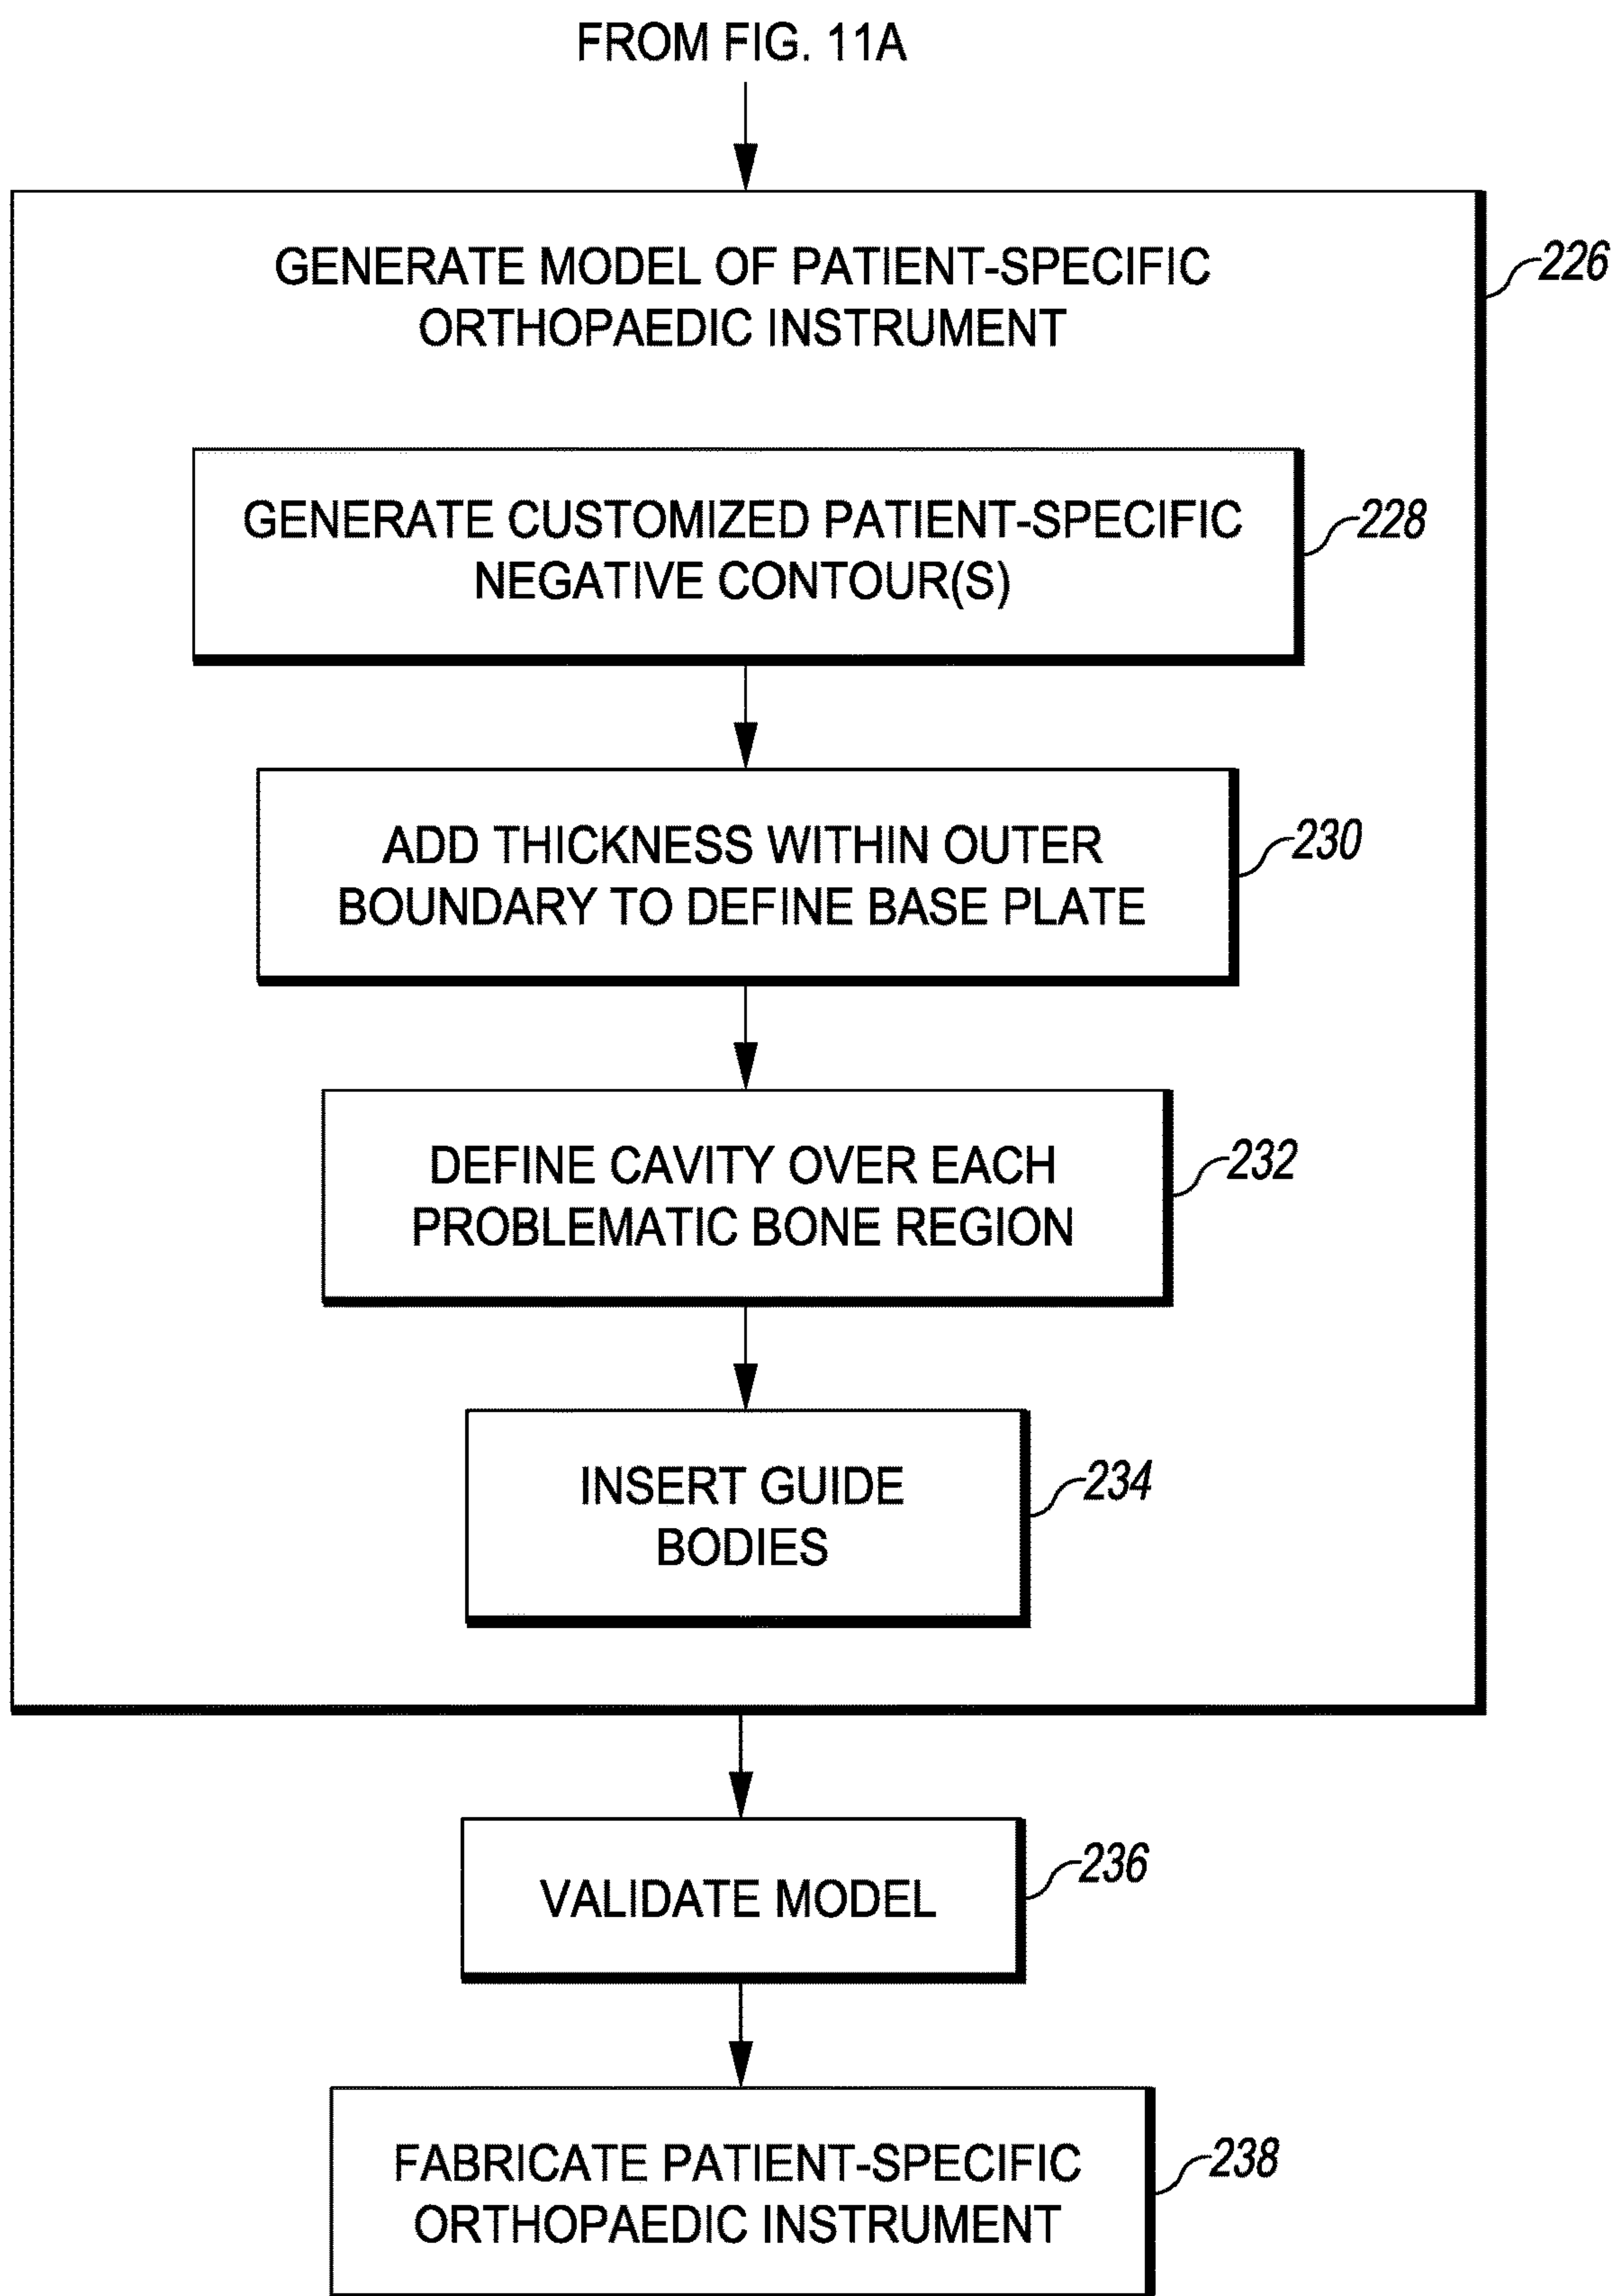 FROM FIG. 11A
GENERATE MODEL OF PATIENT-SPECIFIC
ORTHOPAEDIC INSTRUMENT
226
GENERATE CUSTOMIZED PATIENT-SPECIFIC
NEGATIVE CONTOUR(S)
228
ADD THICKNESS WITHIN OUTER
BOUNDARY TO DEFINE BASE PLATE
230
DEFINE CAVITY OVER EACH
PROBLEMATIC BONE REGION
232
INSERT GUIDE
BODIES
234
VALIDATE MODEL
236
FABRICATE PATIENT-SPECIFIC
ORTHOPAEDIC INSTRUMENT
238